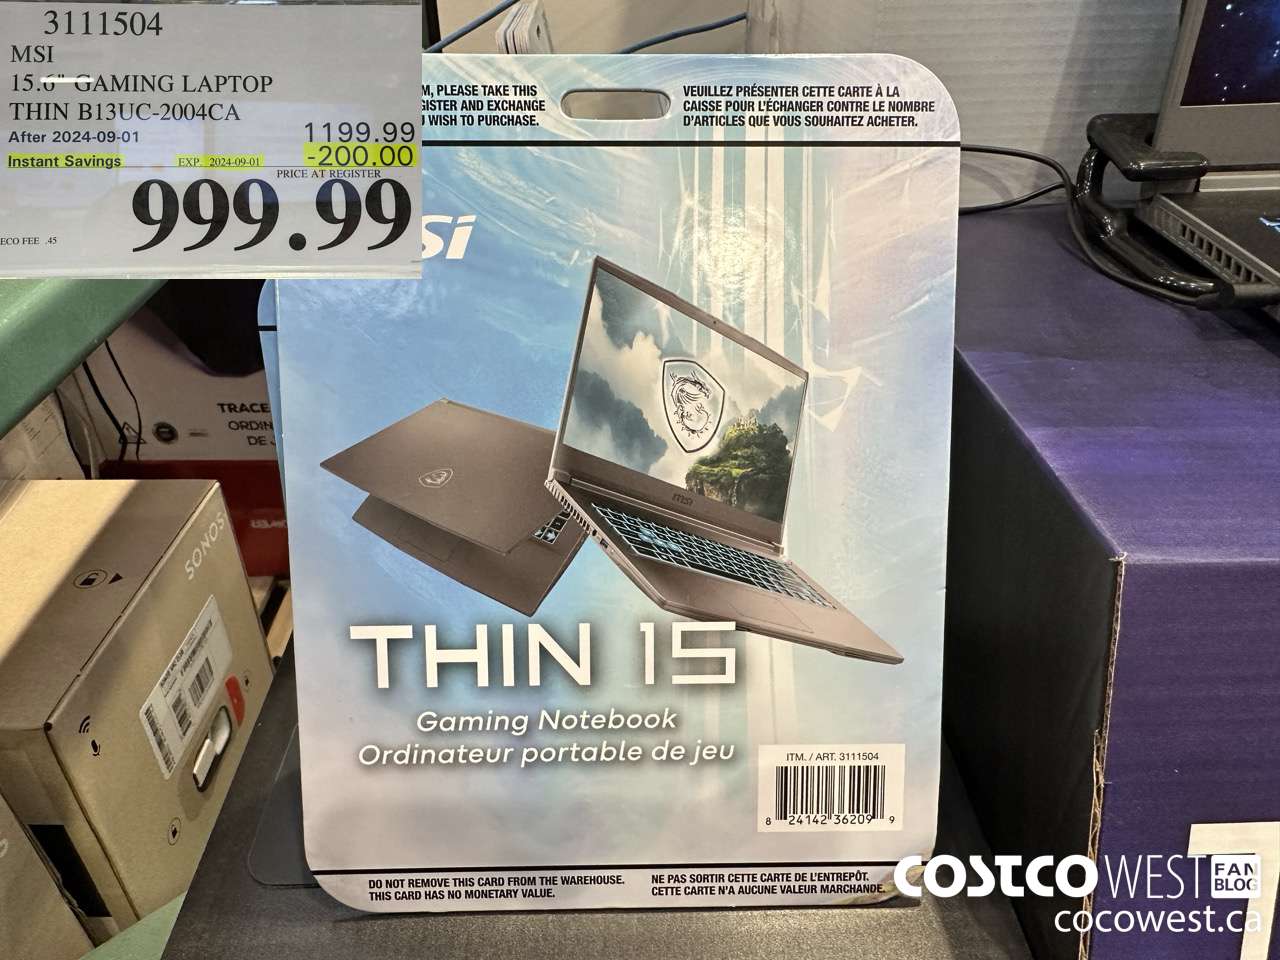 3111504
MSI
15.6" GAMING LAPTOP
THIN B13UC-2004CA
After 2024-09-01 1199.99
Instant Savings EXP. 2024-09-01 -200.00
PRICE AT REGISTER
999.99
ECO FEE .45
PLEASE TAKE THIS
AND EXCHANGE
WISH TO PURCHASE.
VEUILLEZ PRÉSENTER CETTE CARTE À LA
CAISSE POUR L'ÉCHANGER CONTRE LE NOMBRE
D'ARTICLES QUE VOUS SOUHAITEZ ACHETER.
si
msi
THIN 15
Gaming Notebook
Ordinateur portable de jeu
ITM. / ART. 3111504
8 24142 36209 9
DO NOT REMOVE THIS CARD FROM THE WAREHOUSE.
THIS CARD HAS NO MONETARY VALUE.
NE PAS SORTIR CETTE CARTE DE L'ENTREPÔT.
CETTE CARTE N'A AUCUNE VALEUR MARCHANDE.
TRACE
ORDIN
DE
SONOS
COSTCO WEST FAN BLOG
cocowest.ca